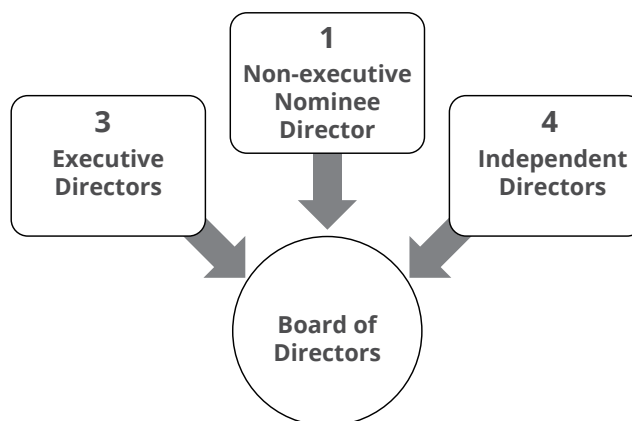 1
Non-executive
Nominee
Director
3
Executive
Directors
4
Independent
Directors
Board of
Directors